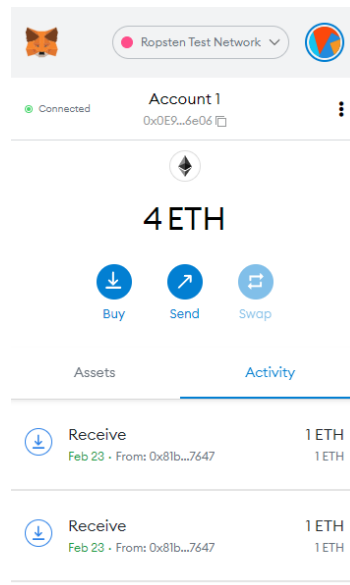 Ropsten Test Network
Connected
Account 1
0x0E9...6e06
4 ETH
Buy Send Swap
Assets Activity
Receive 1 ETH
Feb 23 · From: 0x81b...7647 1 ETH
Receive 1 ETH
Feb 23 · From: 0x81b...7647 1 ETH